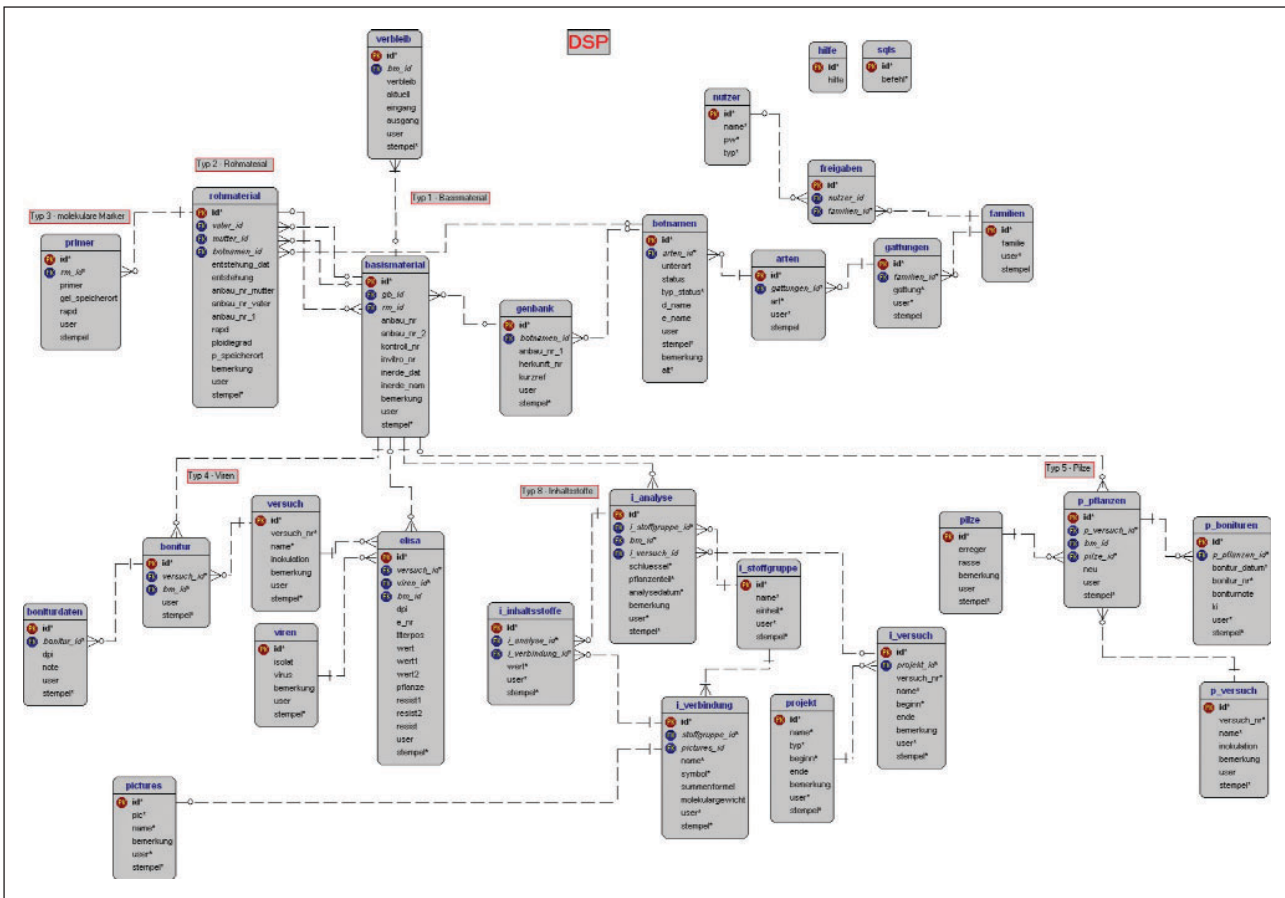 DSP
verbleib
id*
bm_id
verbleib
aktuell
eingang
ausgang
user
stempel*
hilfe
id*
hilfe
sqls
id*
befehl*
nutzer
id*
name*
pw*
typ*
freigaben
id*
nutzer_id
familien_id*
familien
id*
familie
user*
stempel
Typ 2 - Rohmaterial
Typ 1 - Basismaterial
Typ 3 - molekulare Marker
rohmaterial
id*
vater_id
mutter_id
botnamen_id
entstehung_dat
entstehung
anbau_nr_mutter
anbau_nr_vater
anbau_nr_1
rapd
ploidiegrad
p_speicherort
bemerkung
user
stempel*
primer
id*
rm_id*
primer
gel_speicherort
rapd
user
stempel
basismaterial
id*
gb_id
rm_id
anbau_nr
anbau_nr_2
kontroll_nr
invitro_nr
inerde_dat
inerde_nam
bemerkung
user
stempel*
genbank
id*
botnamen_id
anbau_nr_1
herkunft_nr
kurzref
user
stempel*
botnamen
id*
arten_id*
unterart
status
typ_status*
d_name
e_name
user
stempel*
bemerkung
alt*
arten
id*
gattungen_id*
art*
user*
stempel
gattungen
id*
familien_id*
gattung*
user*
stempel
Typ 4 - Viren
Typ 8 - Inhaltsstoffe
Typ 5 - Pilze
bonitur
id*
versuch_id*
bm_id*
user
stempel*
boniturdaten
id*
bonitur_id*
dpi
note
user
stempel*
versuch
id*
versuch_nr*
name*
inokulation
bemerkung
user
stempel*
viren
id*
isolat
virus
bemerkung
user
stempel*
elisa
id*
versuch_id*
viren_id*
bm_id
dpi
e_nr
titerpos
wert
wert1
wert2
pflanze
resist1
resist2
resist
user
stempel*
i_analyse
id*
i_stoffgruppe_id*
bm_id*
i_versuch_id
schluessel*
pflanzenteil*
analysedatum*
bemerkung
user*
stempel*
i_inhaltsstoffe
id*
i_analyse_id*
i_verbindung_id*
wert*
user*
stempel*
i_stoffgruppe
id*
name*
einheit*
user*
stempel*
i_verbindung
id*
stoffgruppe_id*
pictures_id
name*
symbol*
summenformel
molekulargewicht
user*
stempel*
projekt
id*
name*
typ*
beginn*
ende
bemerkung
user*
stempel*
i_versuch
id*
projekt_id*
versuch_nr*
name*
beginn*
ende
bemerkung
user*
stempel*
pilze
id*
erreger
rasse
bemerkung
user
stempel*
p_pflanzen
id*
p_versuch_id*
bm_id
pilze_id*
neu
user
stempel*
p_bonituren
id*
p_pflanzen_id*
bonitur_datum*
bonitur_nr*
boniturnote
ki
user*
stempel*
p_versuch
id*
versuch_nr*
name*
inokulation
bemerkung
user
stempel*
pictures
id*
pic*
name*
bemerkung
user*
stempel*